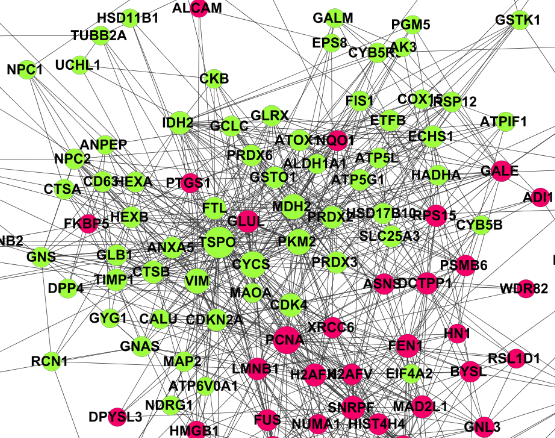 ALCAM
HSD11B1
GALM
PGM5
GSTK1
TUBB2A
EPS8
AK3
NPC1
UCHL1
CKB
FIS1
RSP12
GLRX
ETFB
ATPIF1
IDH2
GCLC
ECHS1
ANPEP
NQO1
NPC2
PRDX6
ALDH1A1
ATP5L
GALE
CTSA
CD63
HEXA
PTGS1
GSTO1
ATP5G1
HADHA
ADI1
FTL
MDH2
HEXB
FKBP5
GLUL
HSD17B10
RPS15
CYB5B
NB2
TSPO
PKM2
SLC25A3
GNS
GLB1
ANXA5
CYCS
PRDX3
PSMB6
DPP4
TIMP1
CTSB
VIM
MAOA
ASNS
DCTPP1
WDR82
CDK4
GYG1
CALU
CDKN2A
XRCC6
HN1
GNAS
PCNA
FEN1
RCN1
MAP2
LMNB1
RSL1D1
ATP6V0A1
EIF4A2
BYSL
NDRG1
SNRPF
MAD2L1
DPYSL3
FUS
NUMA1
HIST4H4
GNL3
HMGB1